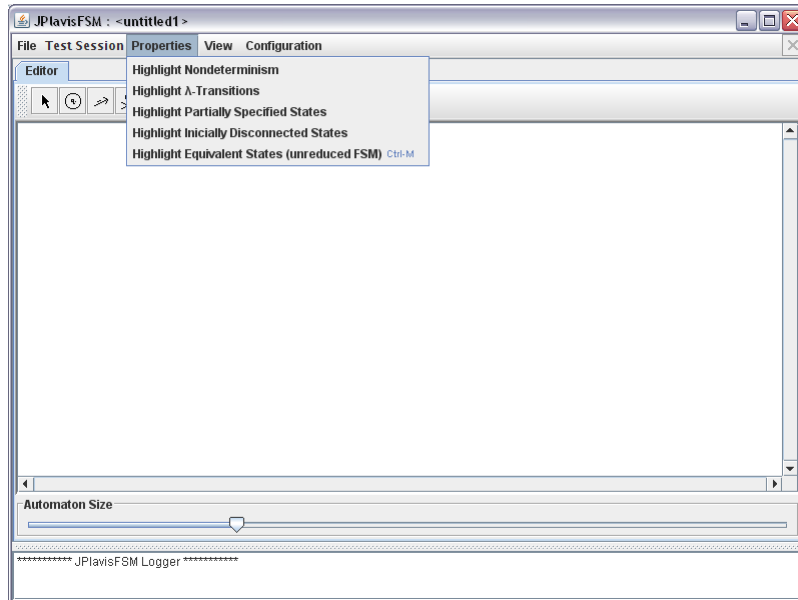 JPlavisFSM : <untitled1>
File Test Session Properties View Configuration
Editor
Highlight Nondeterminism
Highlight λ-Transitions
Highlight Partially Specified States
Highlight Inicially Disconnected States
Highlight Equivalent States (unreduced FSM) Ctrl-M
Automaton Size
*********** JPlavisFSM Logger ***********